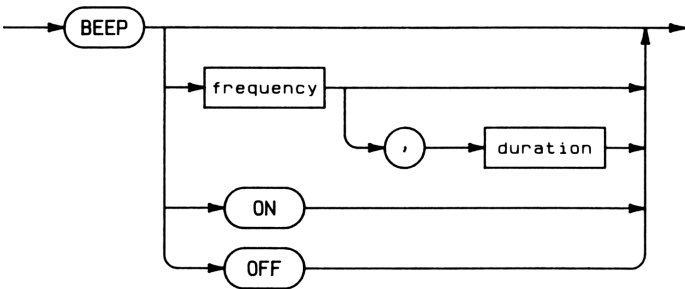 BEEP
frequency
,
duration
ON
OFF